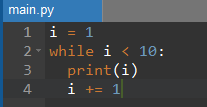 main.py
1 i = 1
2 while i < 10:
3   print(i)
4   i += 1